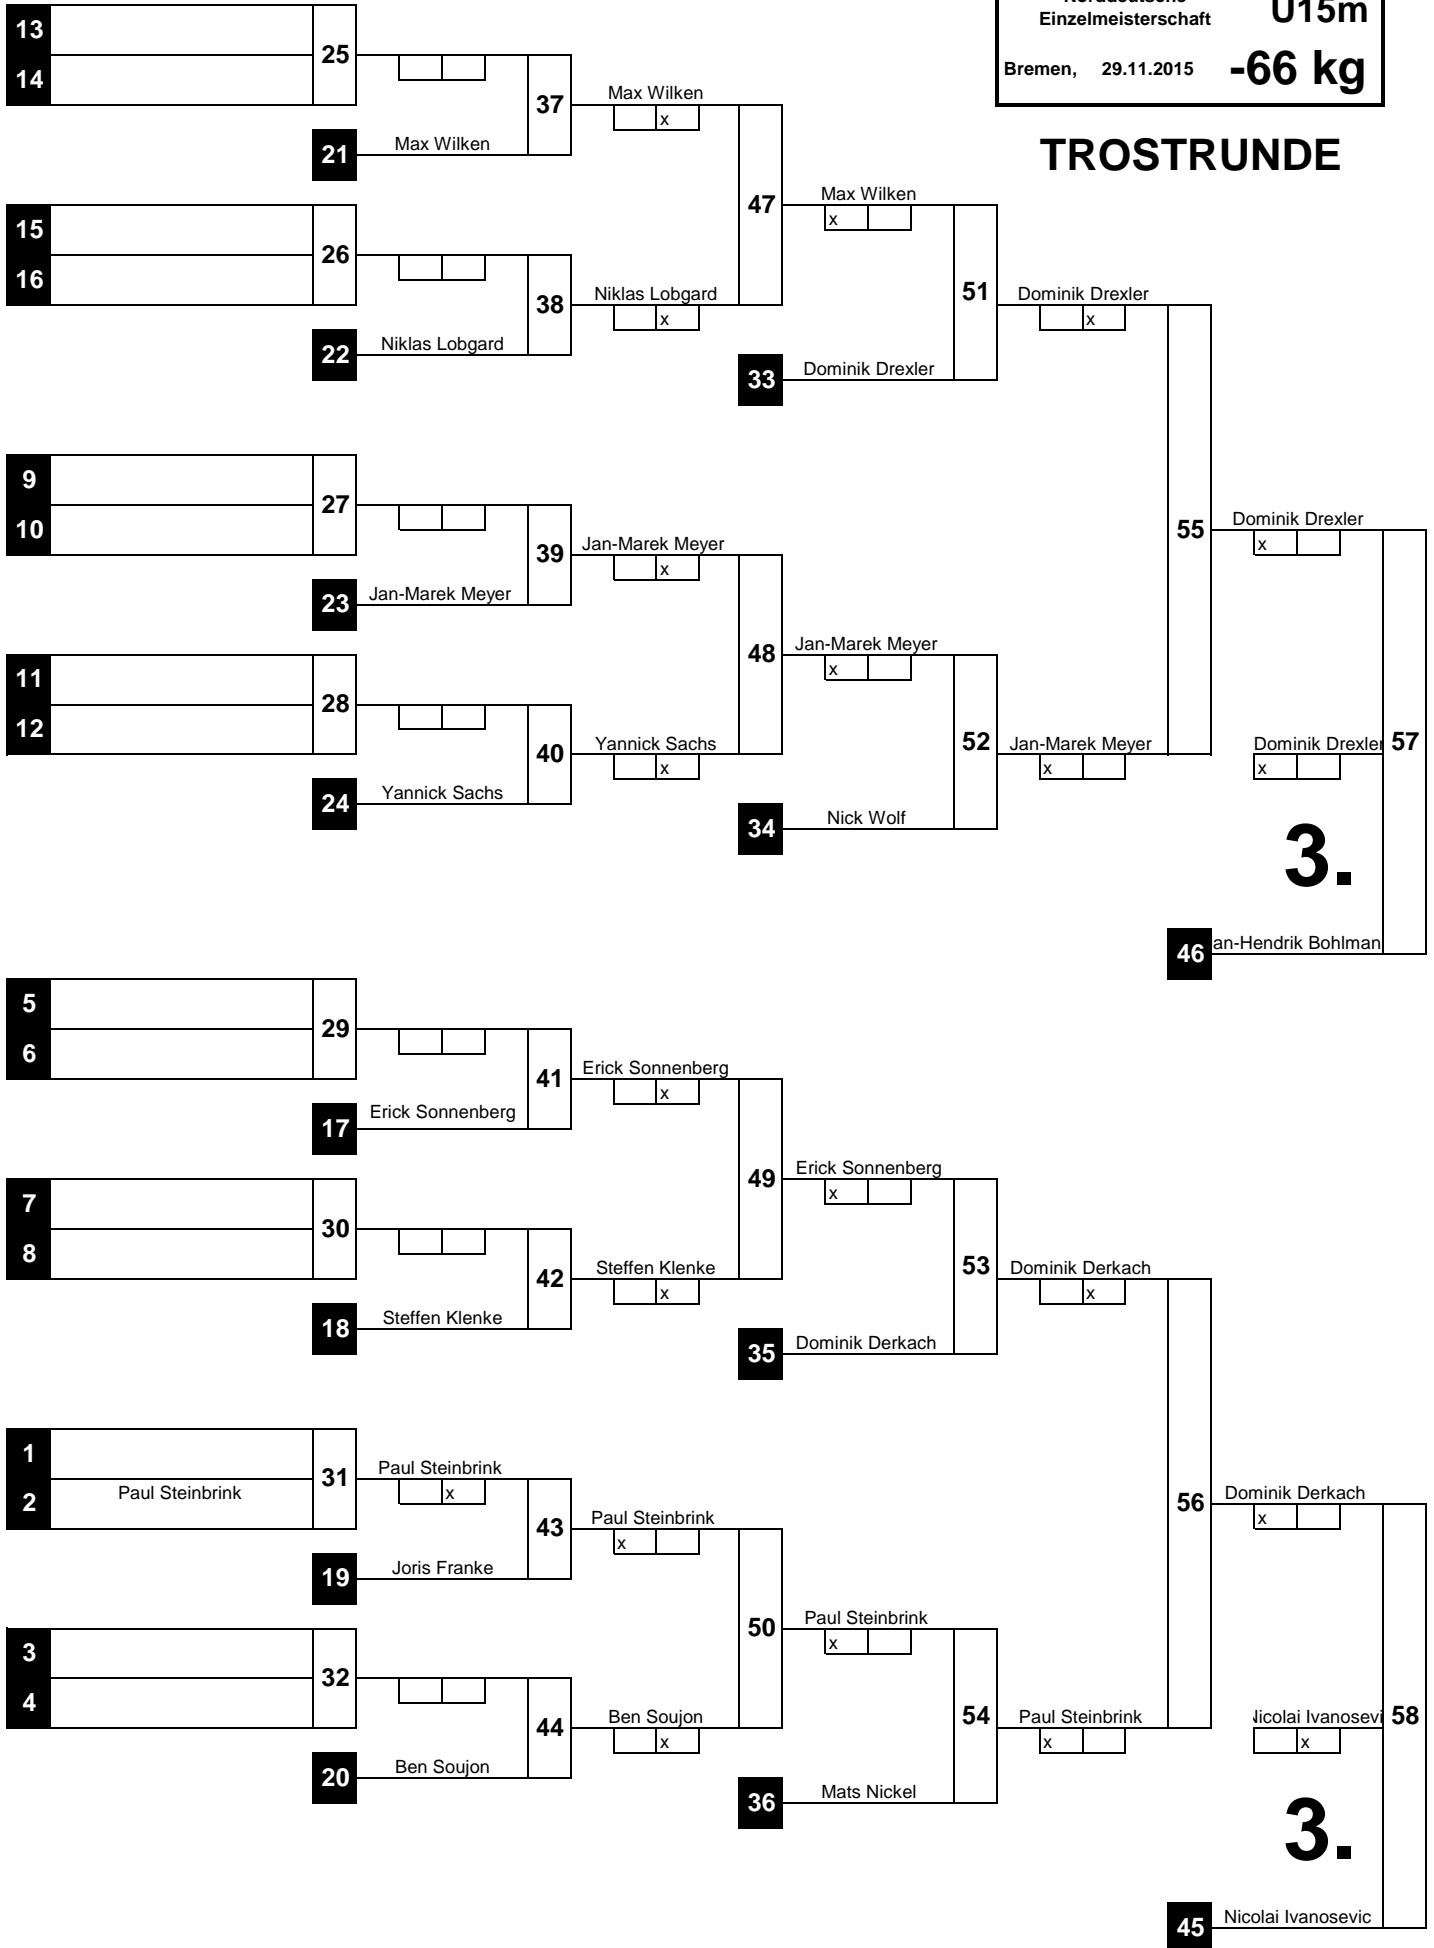 Norddeutsche
Einzelmeisterschaft U15m
Bremen, 29.11.2015 -66 kg
TROSTRUNDE
13
14
25
37
Max Wilken
x
21
Max Wilken
47
Max Wilken
x
15
16
26
38
Niklas Lobgard
x
22
Niklas Lobgard
51
Dominik Drexler
x
33
Dominik Drexler
9
10
27
39
Jan-Marek Meyer
x
23
Jan-Marek Meyer
55
Dominik Drexler
x
48
Jan-Marek Meyer
x
11
12
28
40
Yannick Sachs
x
24
Yannick Sachs
52
Jan-Marek Meyer
x
Dominik Drexler
x
57
34
Nick Wolf
3.
46
an-Hendrik Bohlman
5
6
29
41
Erick Sonnenberg
x
17
Erick Sonnenberg
49
Erick Sonnenberg
x
7
8
30
42
Steffen Klenke
x
18
Steffen Klenke
53
Dominik Derkach
x
35
Dominik Derkach
1
2
Paul Steinbrink
31
Paul Steinbrink
x
43
Paul Steinbrink
x
19
Joris Franke
56
Dominik Derkach
x
50
Paul Steinbrink
x
3
4
32
44
Ben Soujon
x
20
Ben Soujon
54
Paul Steinbrink
x
Nicolai Ivanosevi
x
58
36
Mats Nickel
3.
45
Nicolai Ivanosevic